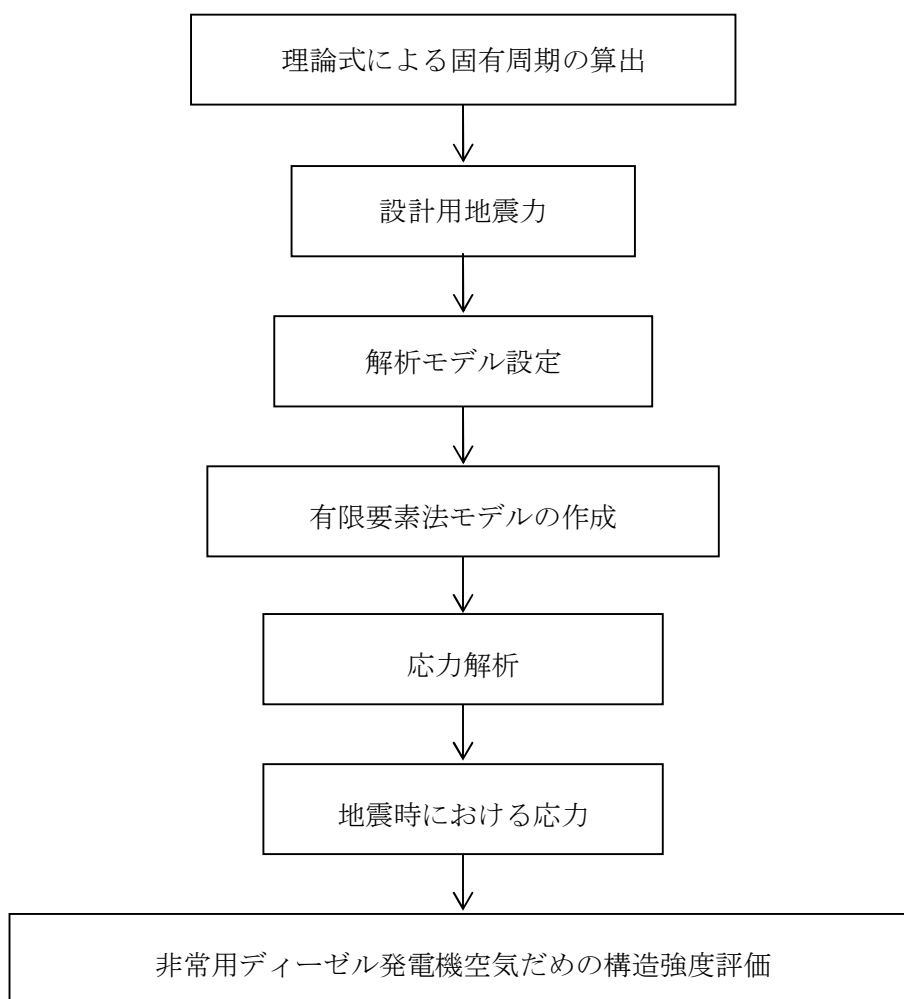 理論式による固有周期の算出
設計用地震力
解析モデル設定
有限要素法モデルの作成
応力解析
地震時における応力
非常用ディーゼル発電機空気だめの構造強度評価